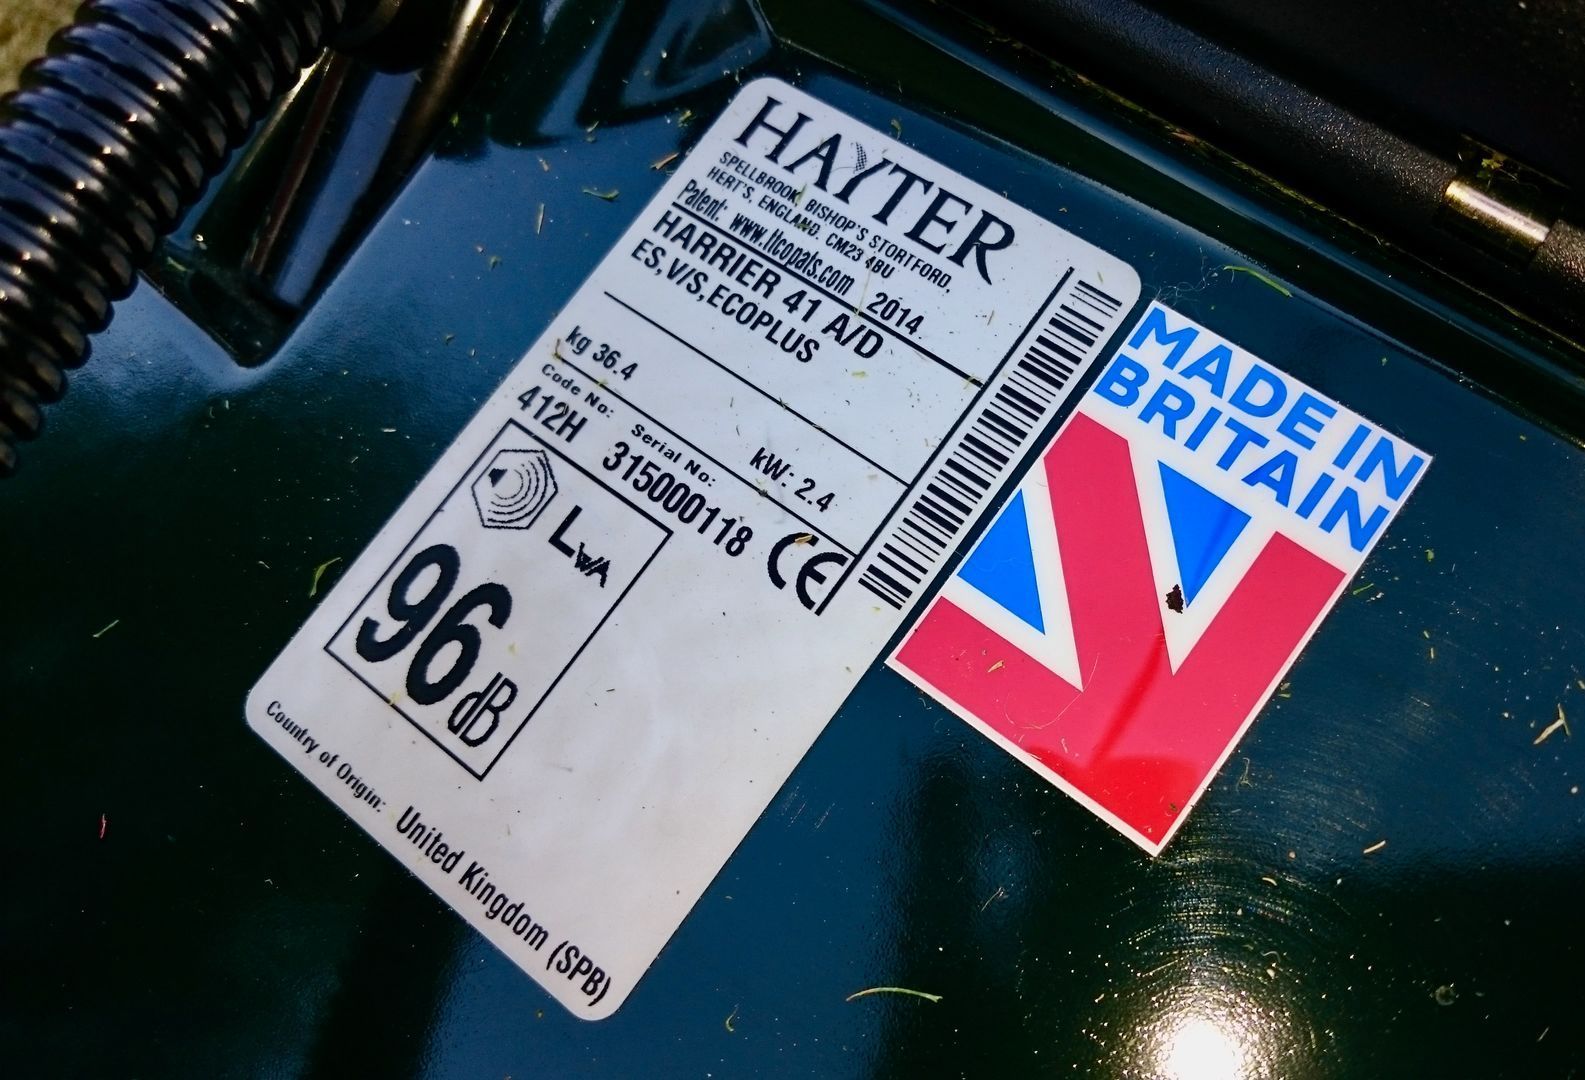 HAYTER
SPELLBROOK, BISHOP'S STORTFORD,
HERT'S, ENGLAND. CM23 4BU
Patent: www.ttcopats.com 2014
HARRIER 41 A/D
ES,V/S,ECOPLUS
kg 36.4
kW: 2.4
Code No: Serial No:
412H 315000118 CE
LWA
96dB
Country of Origin: United Kingdom (SPB)
MADE IN
BRITAIN